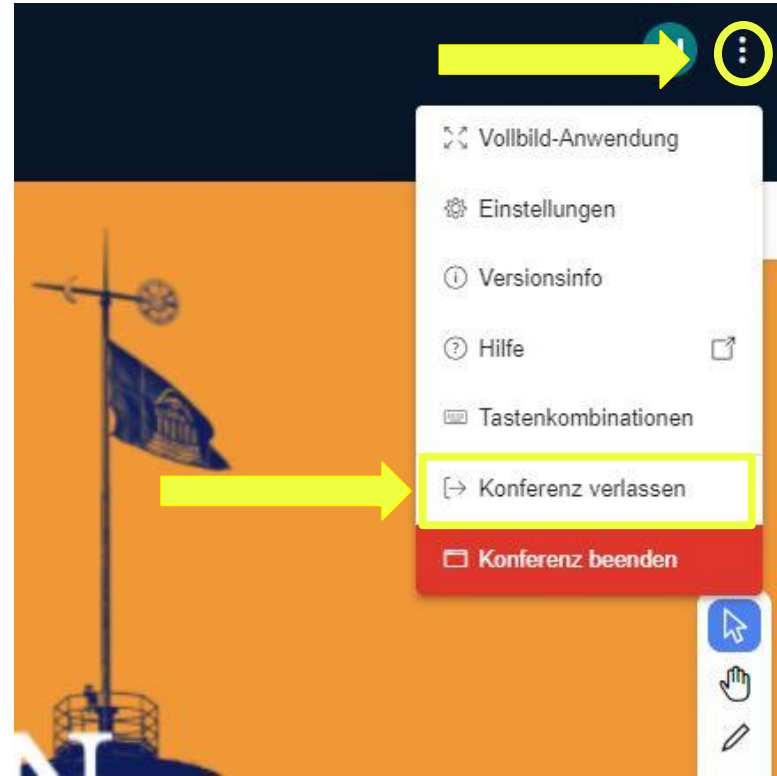 Vollbild-Anwendung
Einstellungen
Versionsinfo
Hilfe
Tastenkombinationen
Konferenz verlassen
Konferenz beenden
N